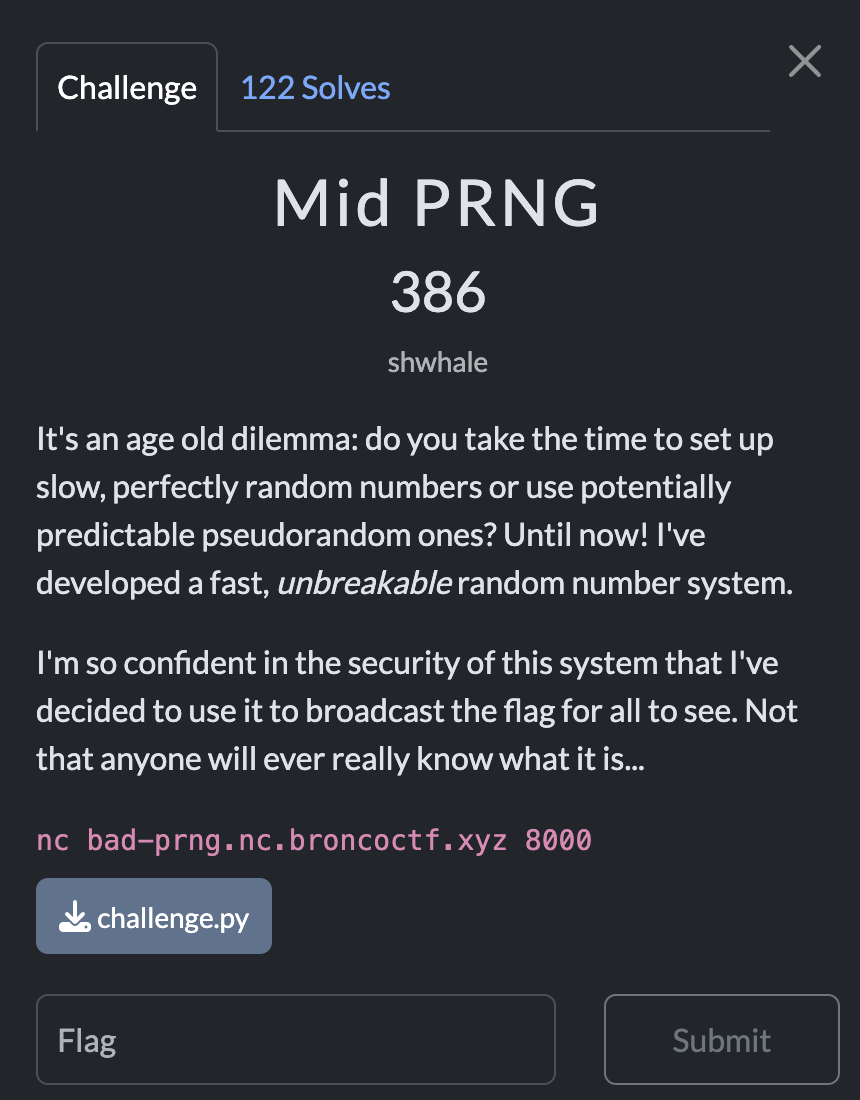 Challenge
122 Solves
Mid PRNG
386
shwhale
It's an age old dilemma: do you take the time to set up
slow, perfectly random numbers or use potentially
predictable pseudorandom ones? Until now! I've
developed a fast, unbreakable random number system.
I'm so confident in the security of this system that I've
decided to use it to broadcast the flag for all to see. Not
that anyone will ever really know what it is...
nc bad-prng.nc.broncoctf.xyz 8000
challenge.py
Flag
Submit